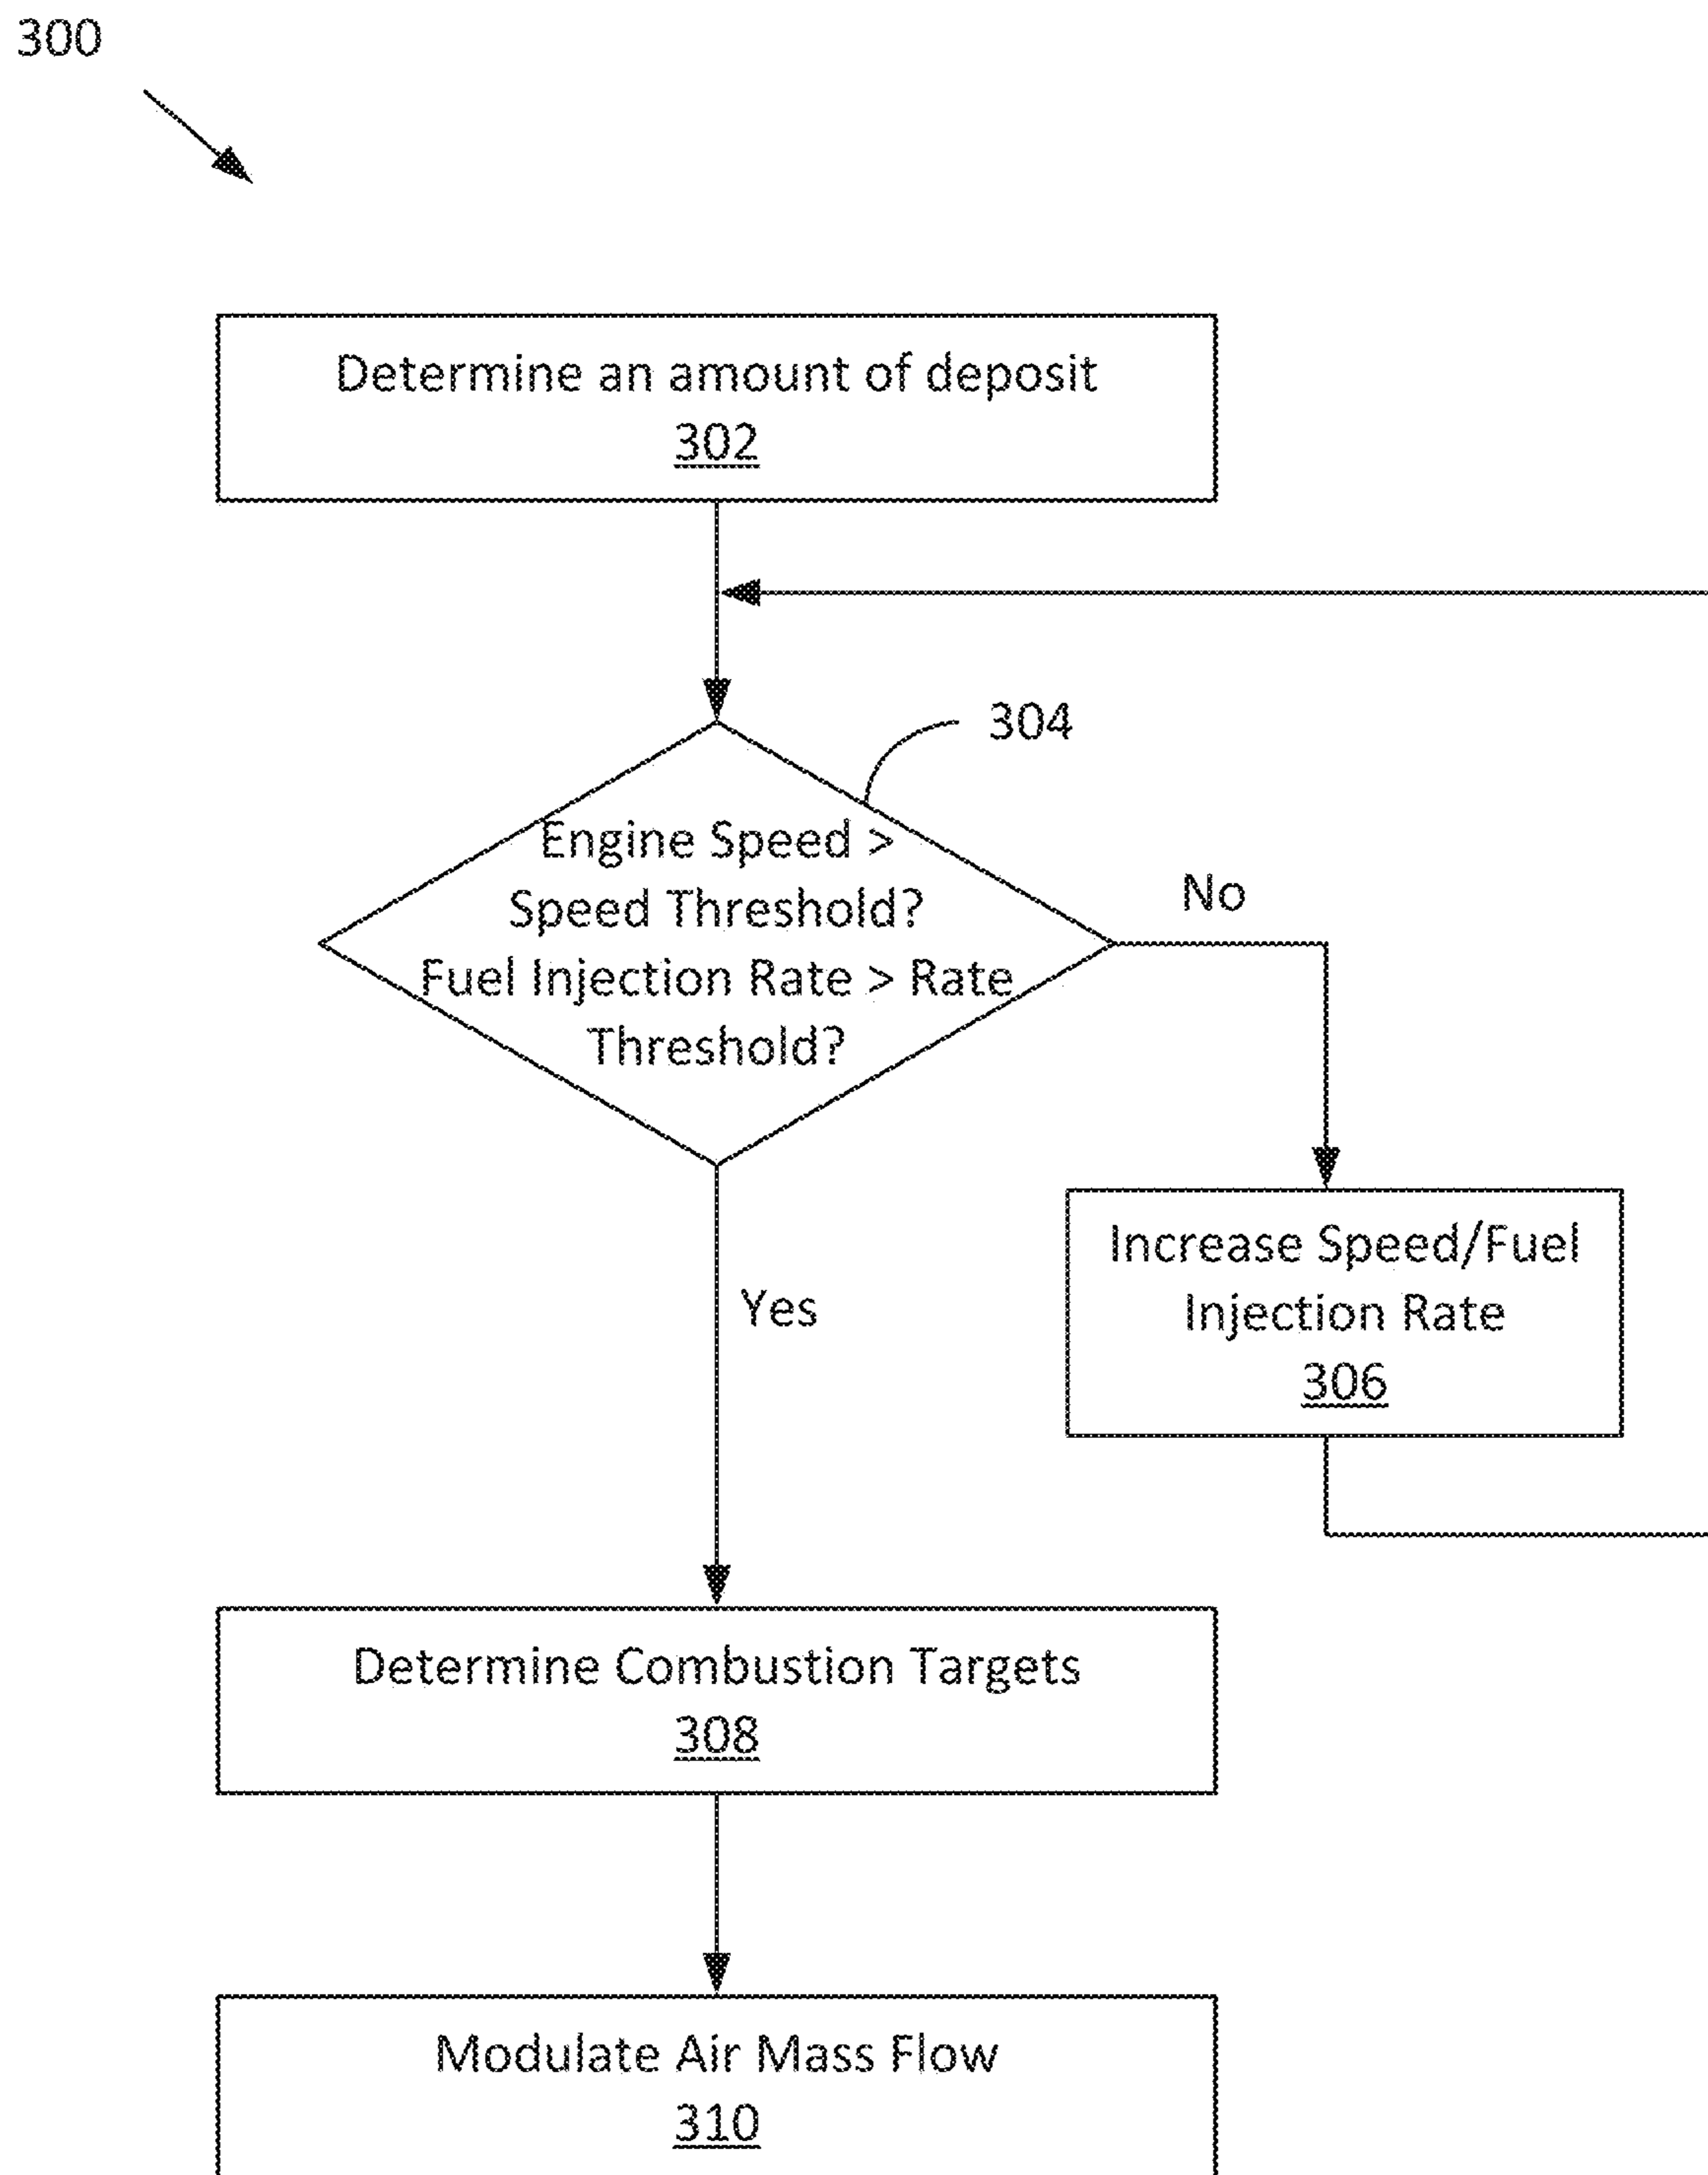 300
Determine an amount of deposit
302
304
Engine Speed >
Speed Threshold?
Fuel Injection Rate > Rate
Threshold?
No
Increase Speed/Fuel
Injection Rate
306
Yes
Determine Combustion Targets
308
Modulate Air Mass Flow
310